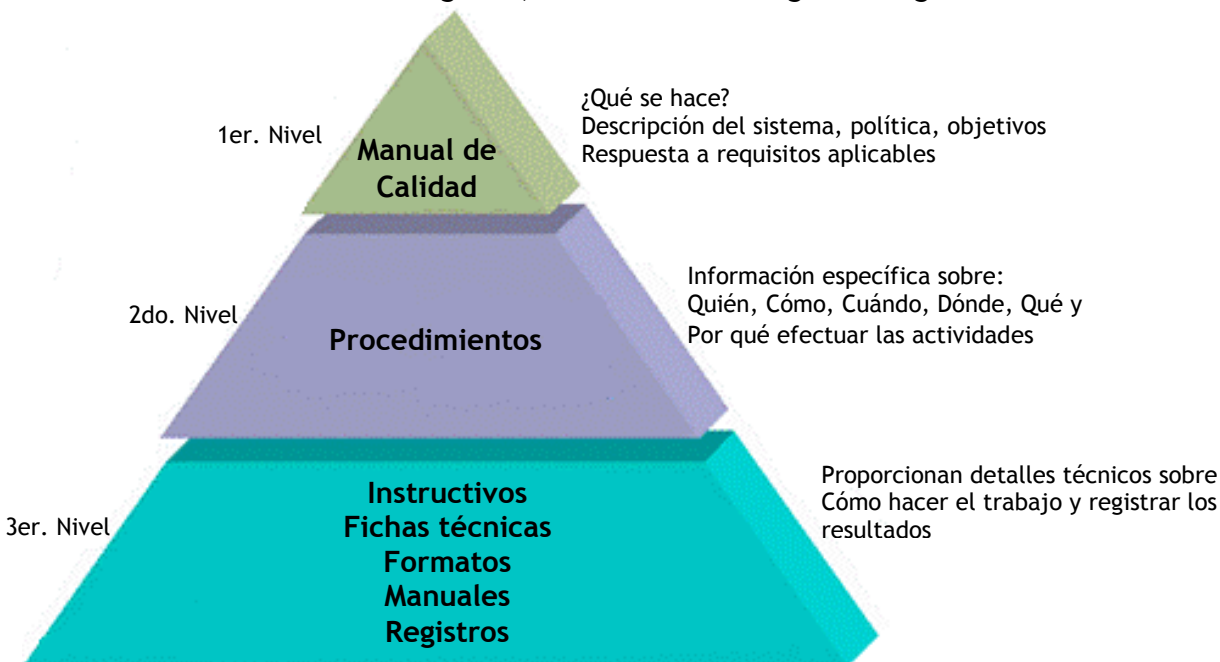 ¿Qué se hace?
1er. Nivel
Manual de
Calidad
Descripción del sistema, política, objetivos
Respuesta a requisitos aplicables
2do. Nivel
Procedimientos
Información específica sobre:
Quién, Cómo, Cuándo, Dónde, Qué y
Por qué efectuar las actividades
3er. Nivel
Instructivos
Fichas técnicas
Formatos
Manuales
Registros
Proporcionan detalles técnicos sobre
Cómo hacer el trabajo y registrar los
resultados